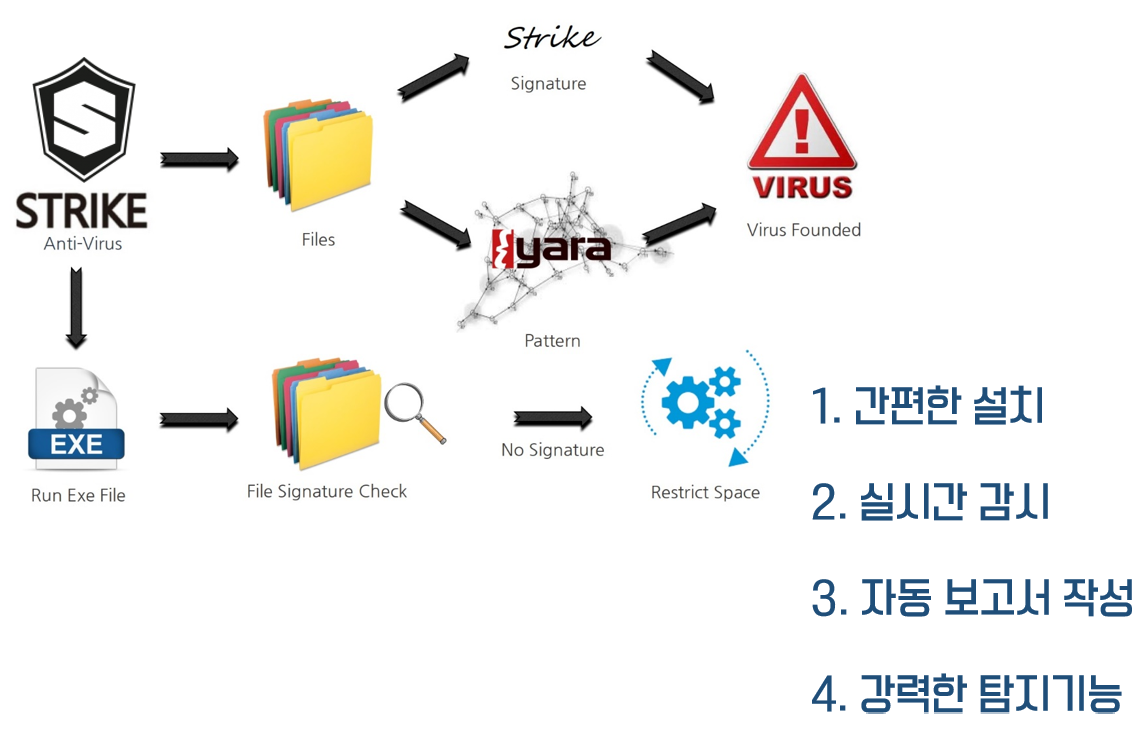 Strike
Signature
STRIKE
Anti-Virus
Files
VIRUS
Virus Founded
yara
Pattern
EXE
Run Exe File
File Signature Check
No Signature
Restrict Space
1. 간편한 설치
2. 실시간 감시
3. 자동 보고서 작성
4. 강력한 탐지기능